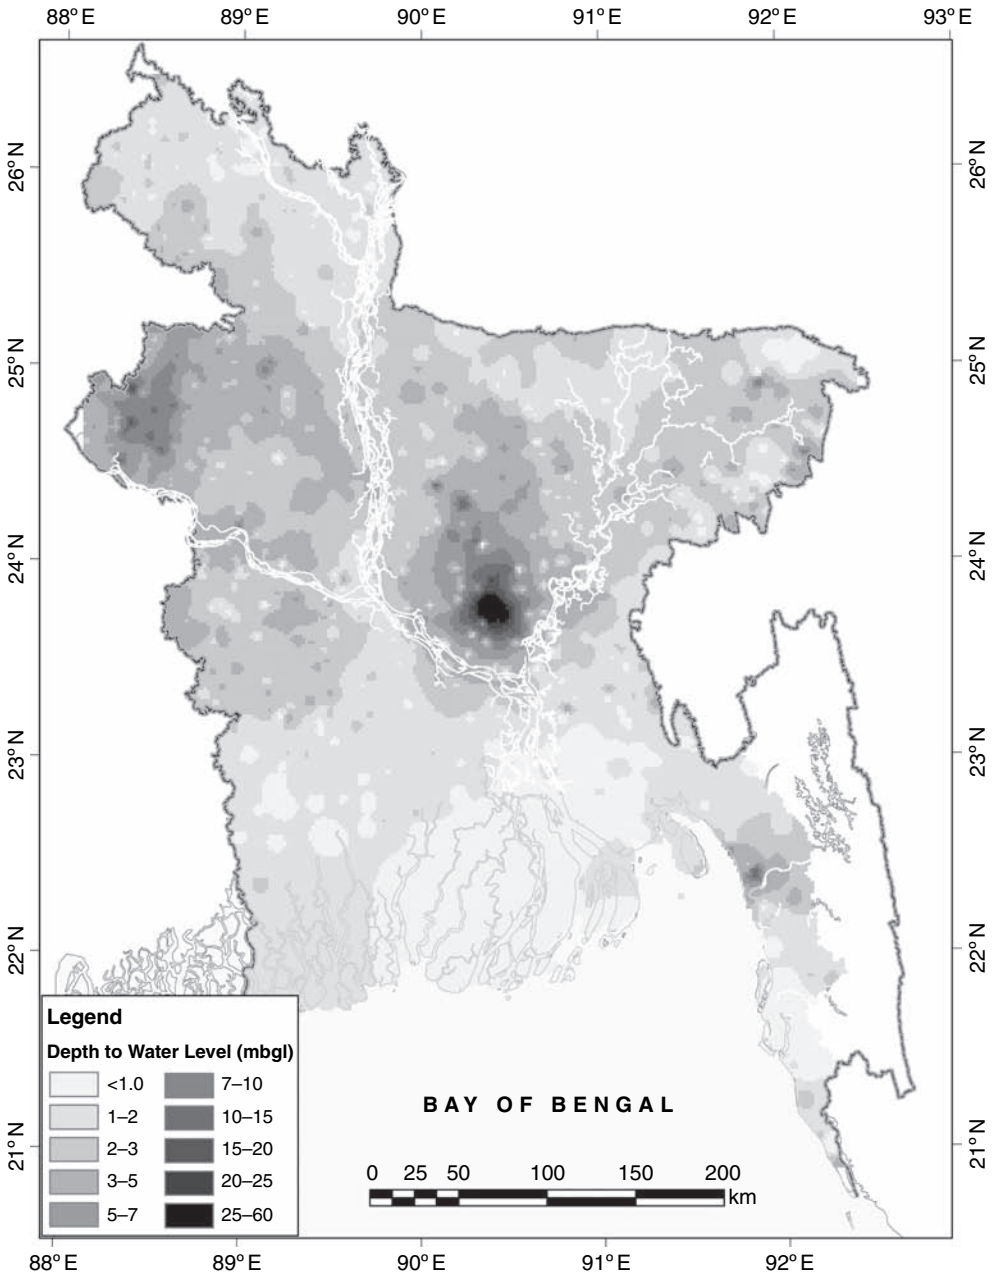 88° E 89° E 90° E 91° E 92° E 93° E
26° N 26° N
25° N 25° N
24° N 24° N
23° N 23° N
22° N 22° N
21° N 21° N
Legend
Depth to Water Level (mbgl)
<1.0 7–10
1–2 10–15
2–3 15–20
3–5 20–25
5–7 25–60
BAY OF BENGAL
0 25 50 100 150 200
km
88° E 89° E 90° E 91° E 92° E